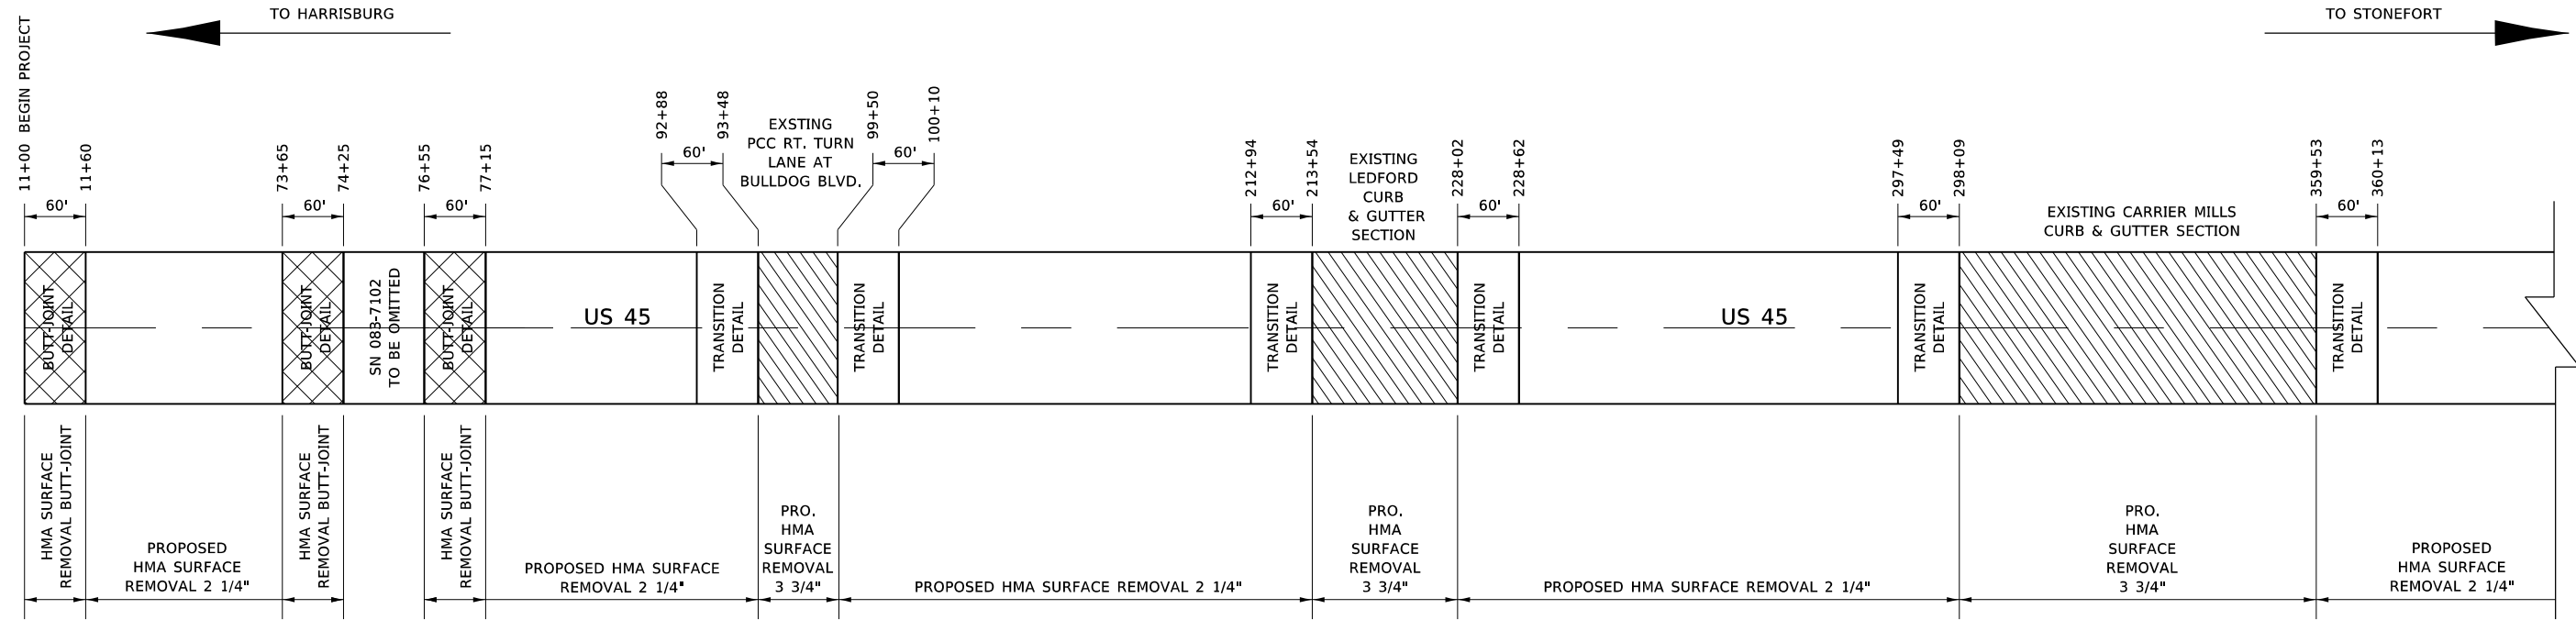 TO HARRISBURG
TO STONEFORT
11+00 BEGIN PROJECT
11+60
73+65
74+25
76+55
77+15
92+88
93+48
EXSTING
PCC RT. TURN
LANE AT
BULLDOG BLVD.
99+50
100+10
212+94
213+54
EXISTING
LEDFORD
CURB
& GUTTER
SECTION
228+02
228+62
297+49
298+09
EXISTING CARRIER MILLS
CURB & GUTTER SECTION
359+53
360+13
60'
60'
60'
60'
60'
60'
60'
60'
60'
BUTT-JOINT
DETAIL
BUTT-JOINT
DETAIL
SN 083-7102
TO BE OMITTED
BUTT-JOINT
DETAIL
US 45
TRANSITION
DETAIL
TRANSITION
DETAIL
TRANSITION
DETAIL
TRANSITION
DETAIL
US 45
TRANSITION
DETAIL
TRANSITION
DETAIL
HMA SURFACE
REMOVAL BUTT-JOINT
PROPOSED
HMA SURFACE
REMOVAL 2 1/4"
HMA SURFACE
REMOVAL BUTT-JOINT
HMA SURFACE
REMOVAL BUTT-JOINT
PROPOSED HMA SURFACE
REMOVAL 2 1/4"
PRO.
HMA
SURFACE
REMOVAL
3 3/4"
PROPOSED HMA SURFACE REMOVAL 2 1/4"
PRO.
HMA
SURFACE
REMOVAL
3 3/4"
PROPOSED HMA SURFACE REMOVAL 2 1/4"
PRO.
HMA
SURFACE
REMOVAL
3 3/4"
PROPOSED
HMA SURFACE
REMOVAL 2 1/4"